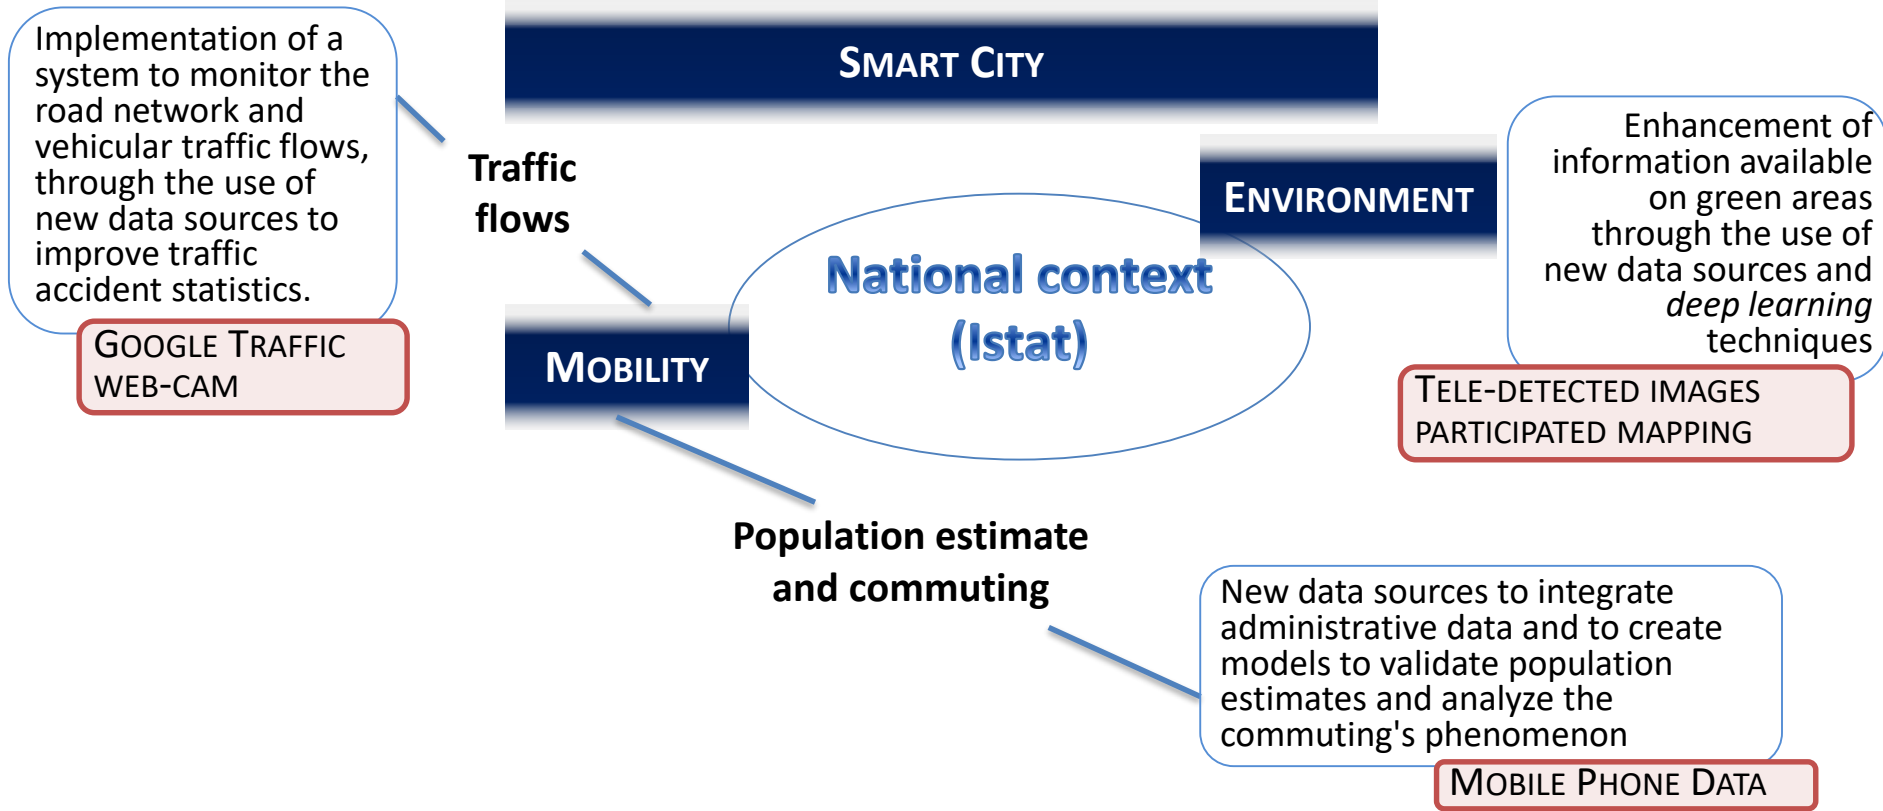 Implementation of a
system to monitor the
road network and
vehicular traffic flows,
through the use of
new data sources to
improve traffic
accident statistics.
GOOGLE TRAFFIC
WEB-CAM
SMART CITY
Traffic
flows
ENVIRONMENT
Enhancement of
information available
on green areas
through the use of
new data sources and
deep learning
techniques
TELE-DETECTED IMAGES
PARTICIPATED MAPPING
National context
(Istat)
MOBILITY
Population estimate
and commuting
New data sources to integrate
administrative data and to create
models to validate population
estimates and analyze the
commuting's phenomenon
MOBILE PHONE DATA